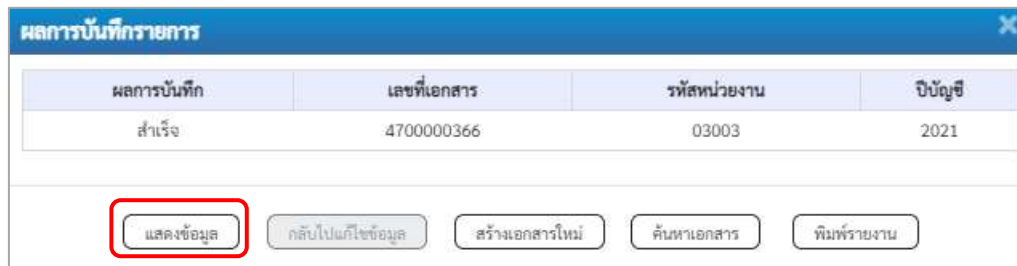 ผลการบันทึกรายการ
ผลการบันทึก เลขที่เอกสาร รหัสหน่วยงาน ปีบัญชี
สำเร็จ 4700000366 03003 2021
แสดงข้อมูล กลับไปแก้ไขข้อมูล สร้างเอกสารใหม่ ค้นหาเอกสาร พิมพ์รายงาน